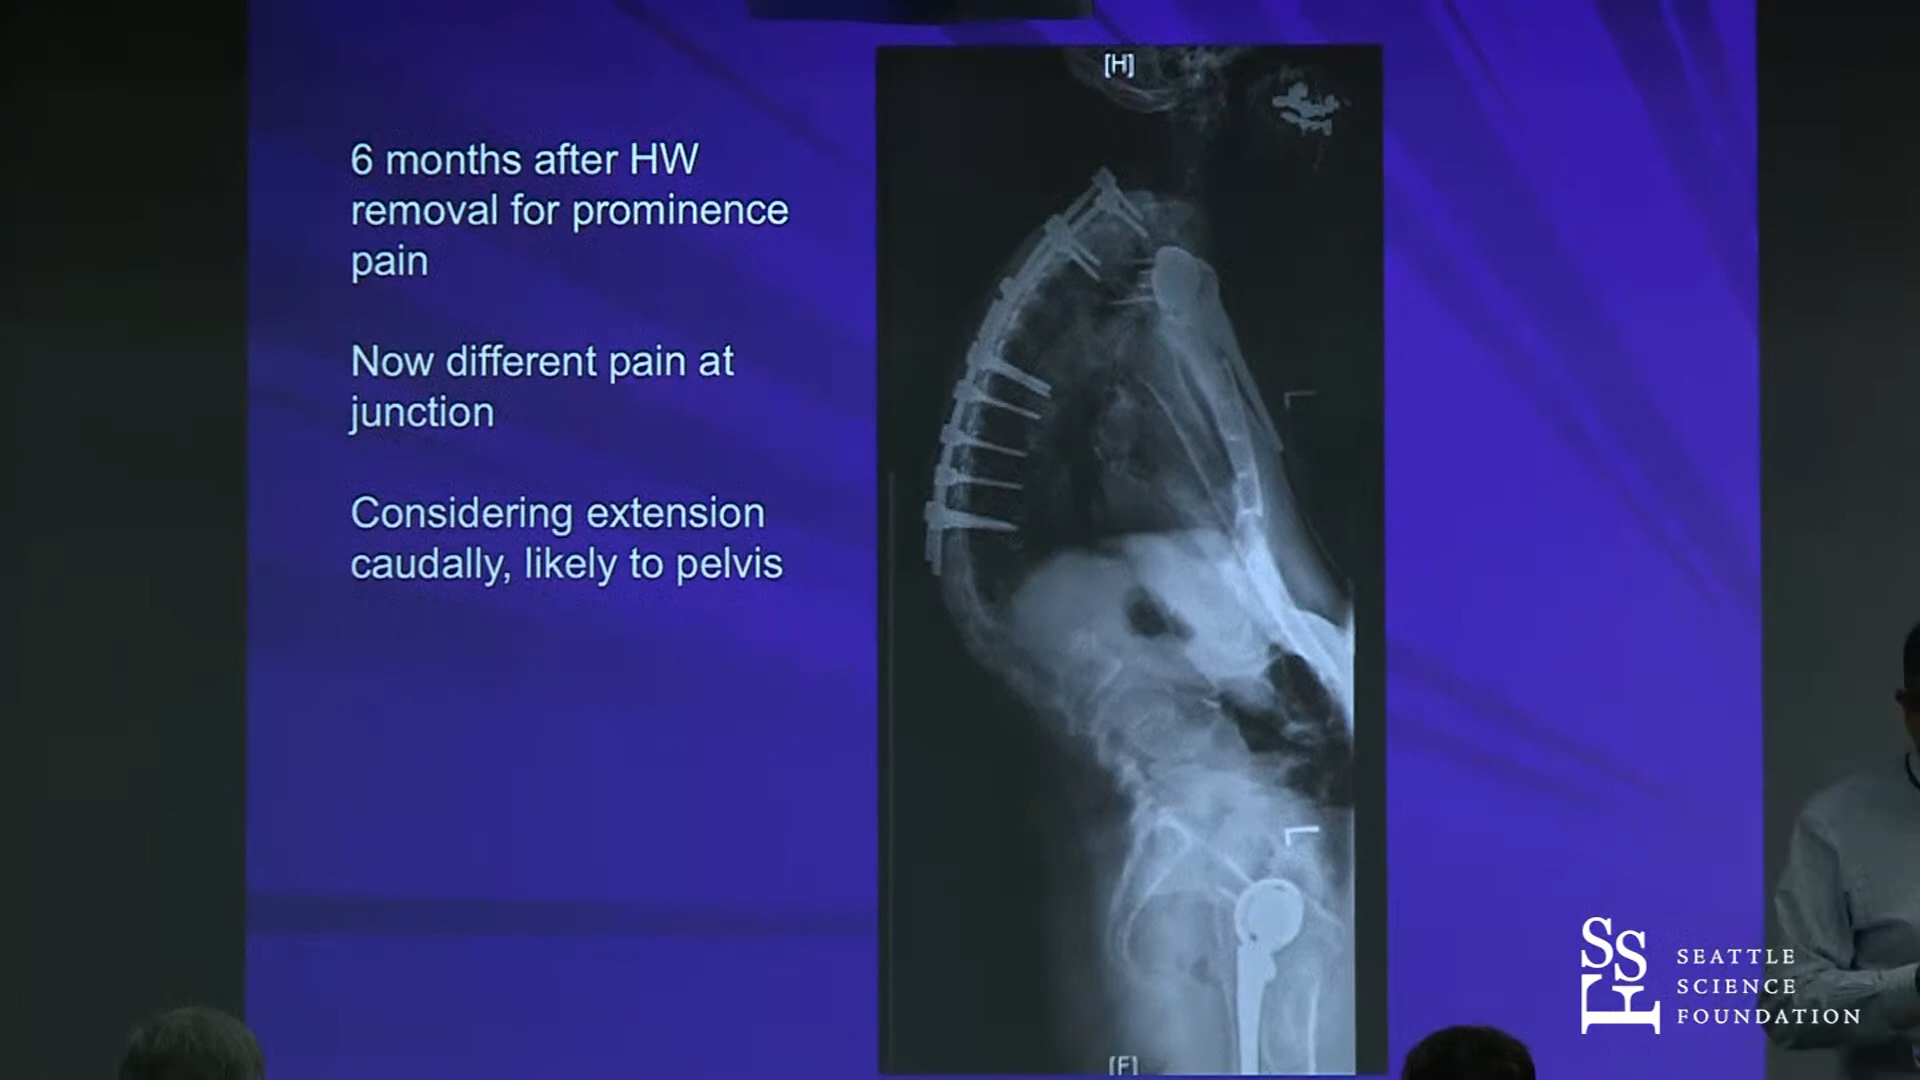 [H]
6 months after HW
removal for prominence
pain
Now different pain at
junction
Considering extension
caudally, likely to pelvis
L
[F]
SSF
SEATTLE
SCIENCE
FOUNDATION